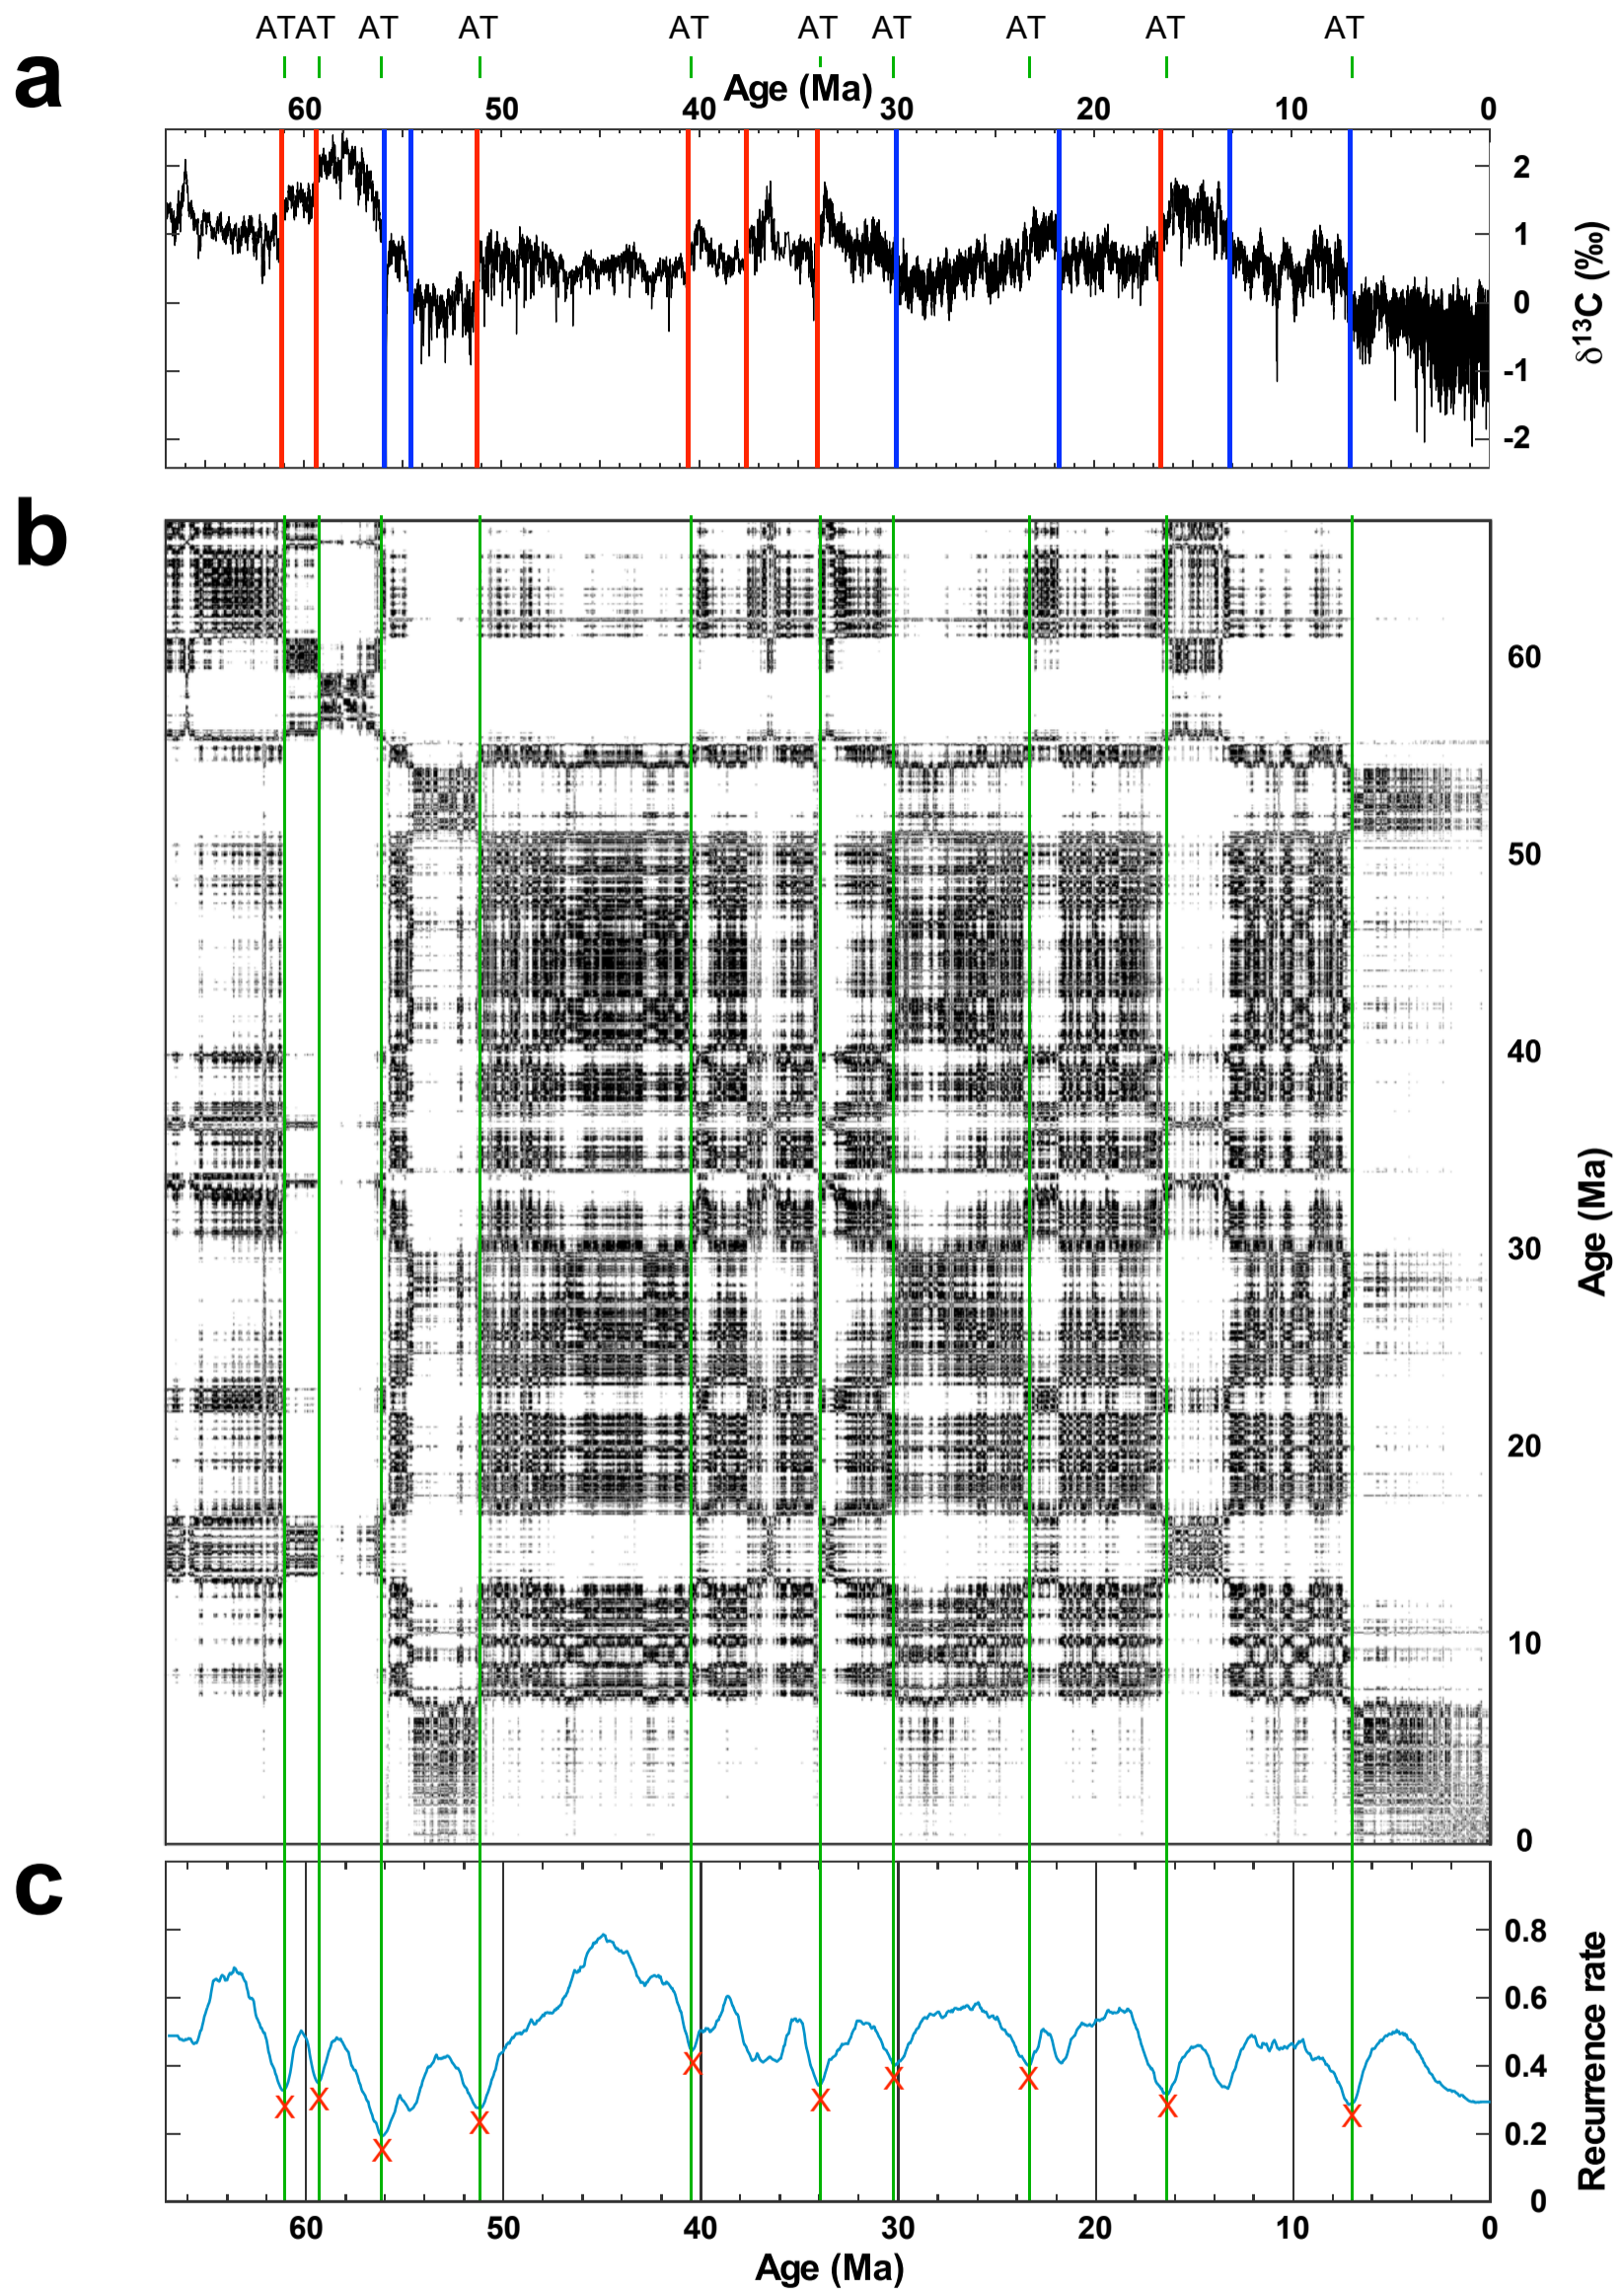 ATAT AT AT AT AT AT AT AT AT
a
Age (Ma)
60 50 40 30 20 10 0
2
1
0
-1
-2
δ13C (‰)
b
60
50
40
30
20
10
0
Age (Ma)
c
0.8
0.6
0.4
0.2
0
Recurrence rate
X X X X X X X X X X
60 50 40 30 20 10 0
Age (Ma)